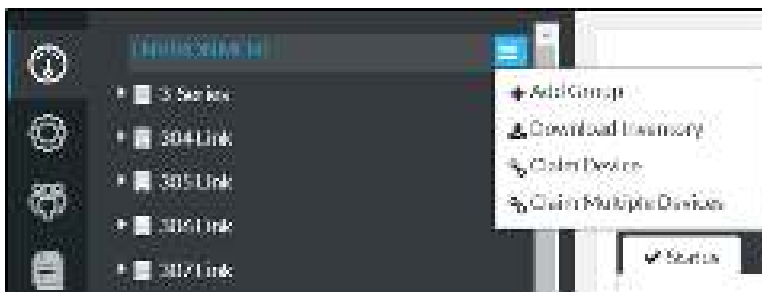 ENVIRONMENT
3 Series
304 Link
305 Link
306 Link
307 Link
Add Group
Download Inventory
Claim Device
Claim Multiple Devices
Status